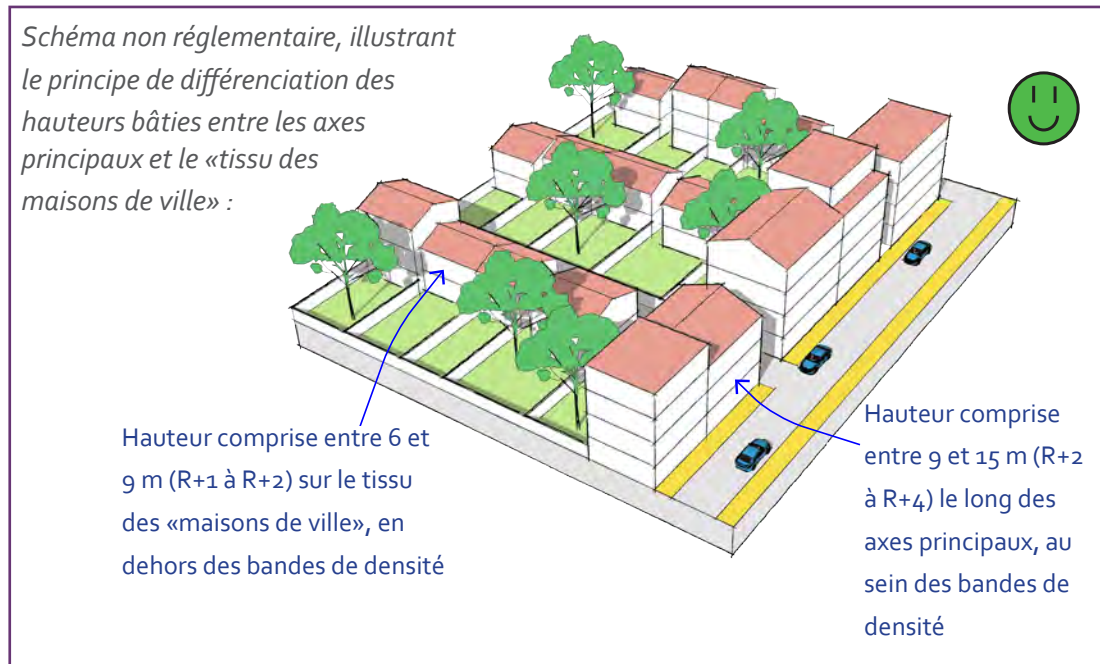 Schéma non réglementaire, illustrant
le principe de différenciation des
hauteurs bâties entre les axes
principaux et le «tissu des
maisons de ville» :
Hauteur comprise entre 6 et
9 m (R+1 à R+2) sur le tissu
des «maisons de ville», en
dehors des bandes de densité
Hauteur comprise
entre 9 et 15 m (R+2
à R+4) le long des
axes principaux, au
sein des bandes de
densité